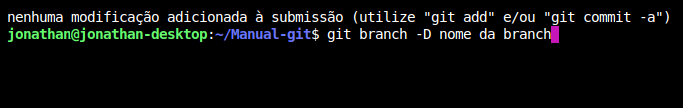 nenhuma modificação adicionada à submissão (utilize "git add" e/ou "git commit -a")
jonathan@jonathan-desktop:~/Manual-git$ git branch -D nome da branch